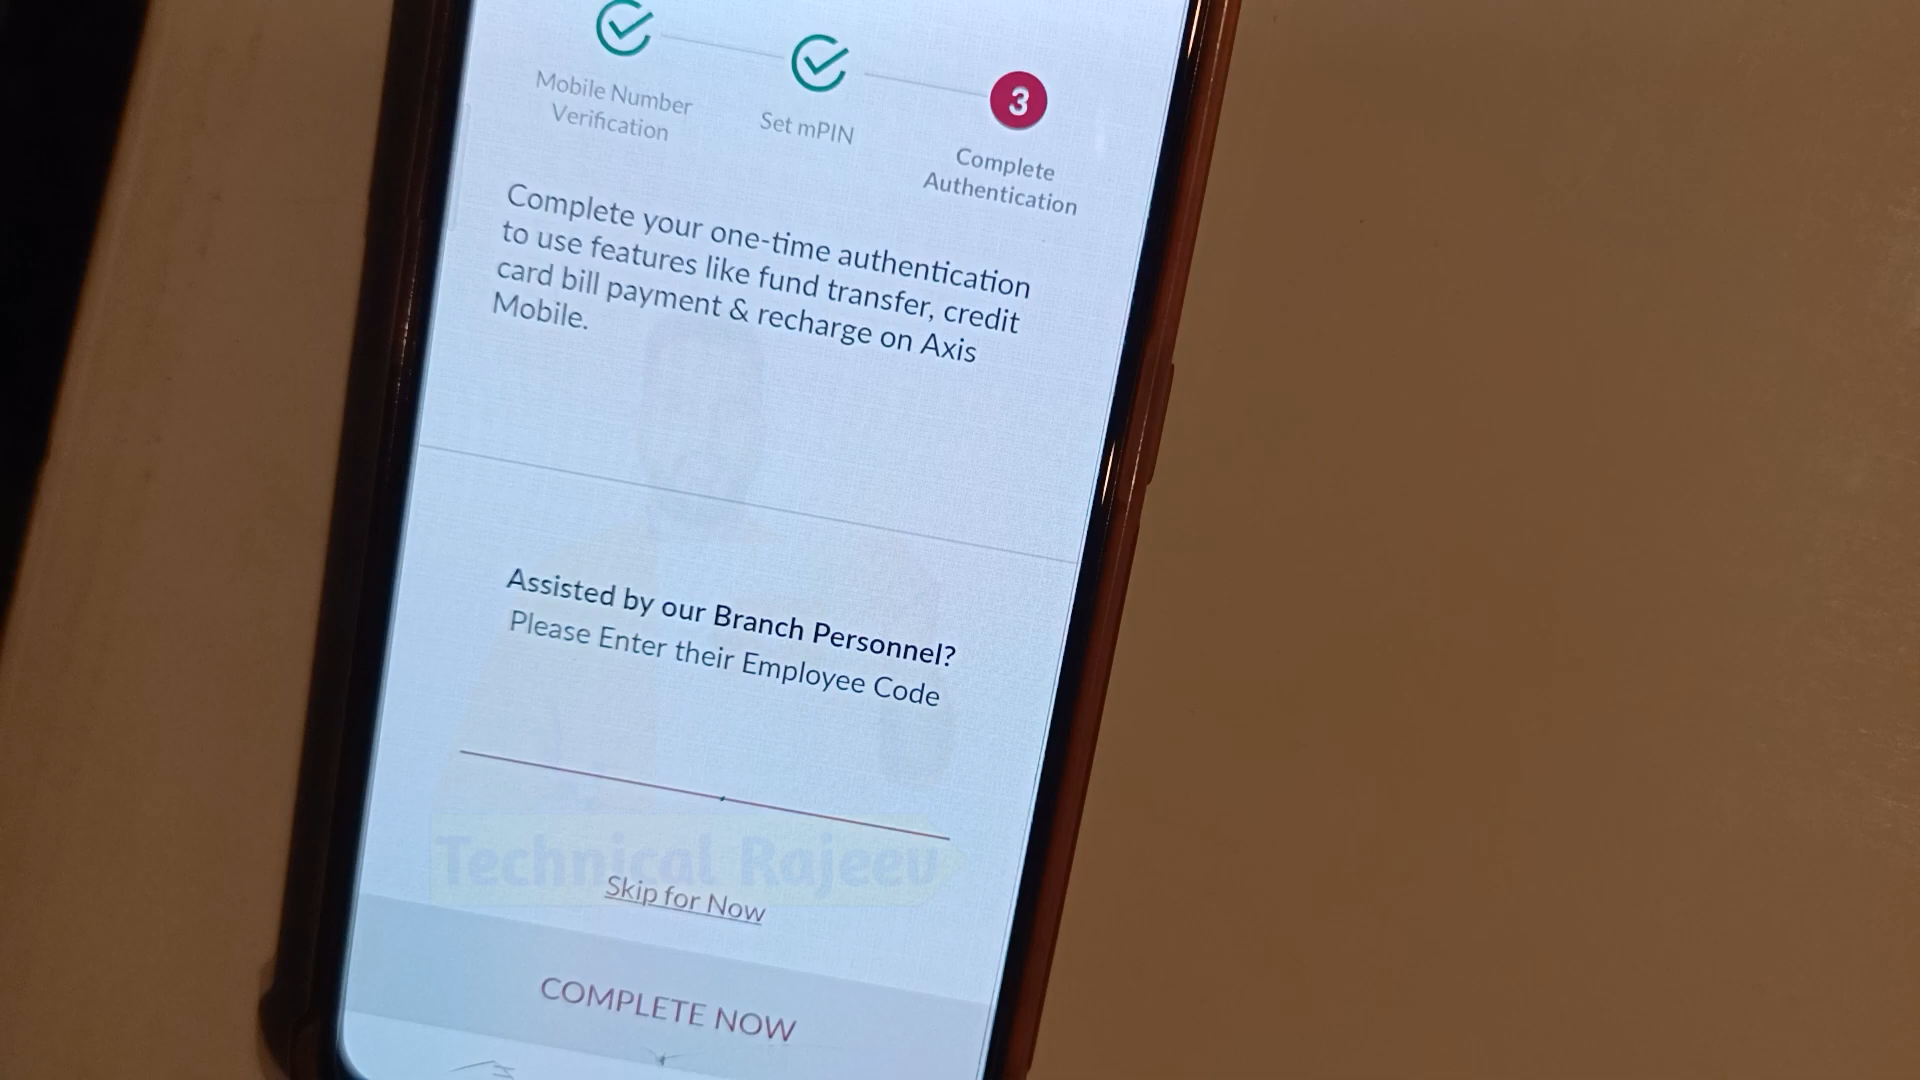 3
Mobile Number
Verification
Set mPIN
Complete
Authentication
Complete your one-time authentication
to use features like fund transfer, credit
card bill payment & recharge on Axis
Mobile.
Assisted by our Branch Personnel?
Please Enter their Employee Code
Technical Rajeev
Skip for Now
COMPLETE NOW